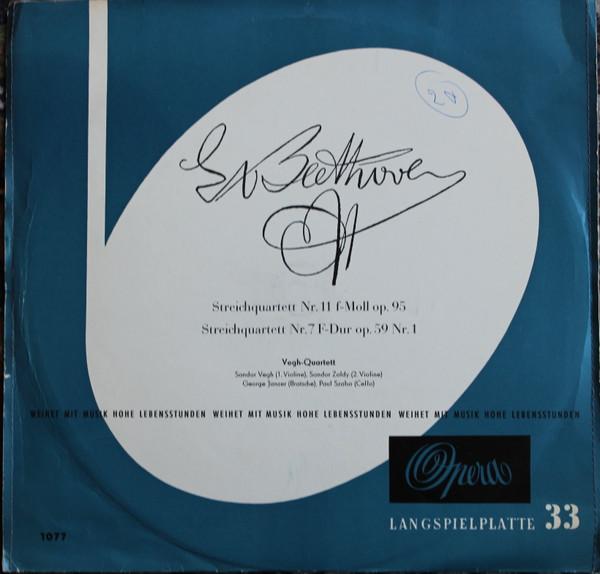 28
L v Beethoven
Streichquartett Nr. 11 f-Moll op. 95
Streichquartett Nr. 7 F-Dur op. 59 Nr. 1
Vegh-Quartett
Sandor Vegh (1. Violine), Sandor Zöldy (2. Violine)
George Janzer (Bratsche), Paul Szabo (Cello)
WEIHET MIT MUSIK HOHE LEBENSSTUNDEN WEIHET MIT MUSIK HOHE LEBENSSTUNDEN WEIHET MIT MUSIK HOHE LEBENSSTUNDEN
Opera
LANGSPIELPLATTE 33
1077